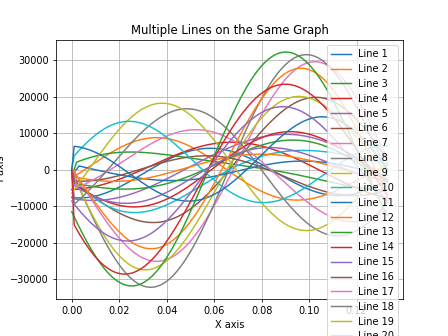 Multiple Lines on the Same Graph
30000
20000
10000
0
−10000
−20000
−30000
0.00
0.02
0.04
0.06
0.08
0.10
X axis
Line 1
Line 2
Line 3
Line 4
Line 5
Line 6
Line 7
Line 8
Line 9
Line 10
Line 12
Line 13
Line 14
Line 15
Line 16
Line 17
Line 18
Line 19
Line 20